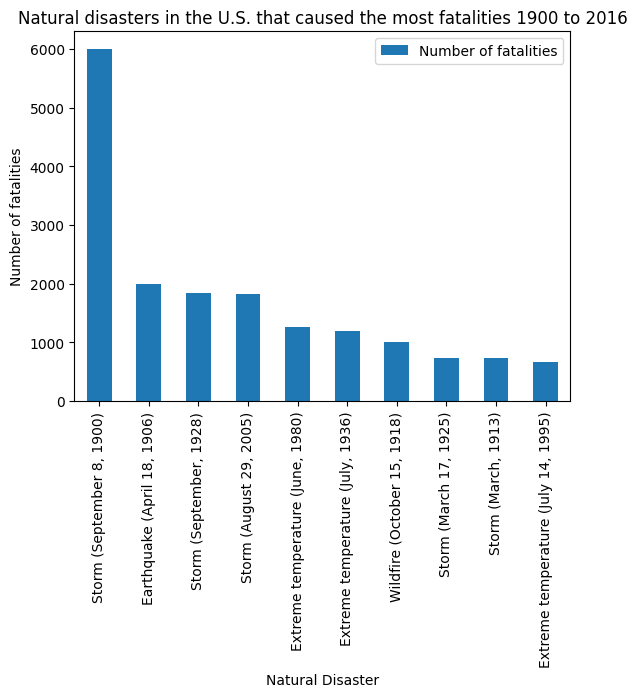 Natural disasters in the U.S. that caused the most fatalities 1900 to 2016
Number of fatalities
Number of fatalities
6000
5000
4000
3000
2000
1000
0
Storm (September 8, 1900)
Earthquake (April 18, 1906)
Storm (September, 1928)
Storm (August 29, 2005)
Extreme temperature (June, 1980)
Extreme temperature (July, 1936)
Wildfire (October 15, 1918)
Storm (March 17, 1925)
Storm (March, 1913)
Extreme temperature (July 14, 1995)
Natural Disaster